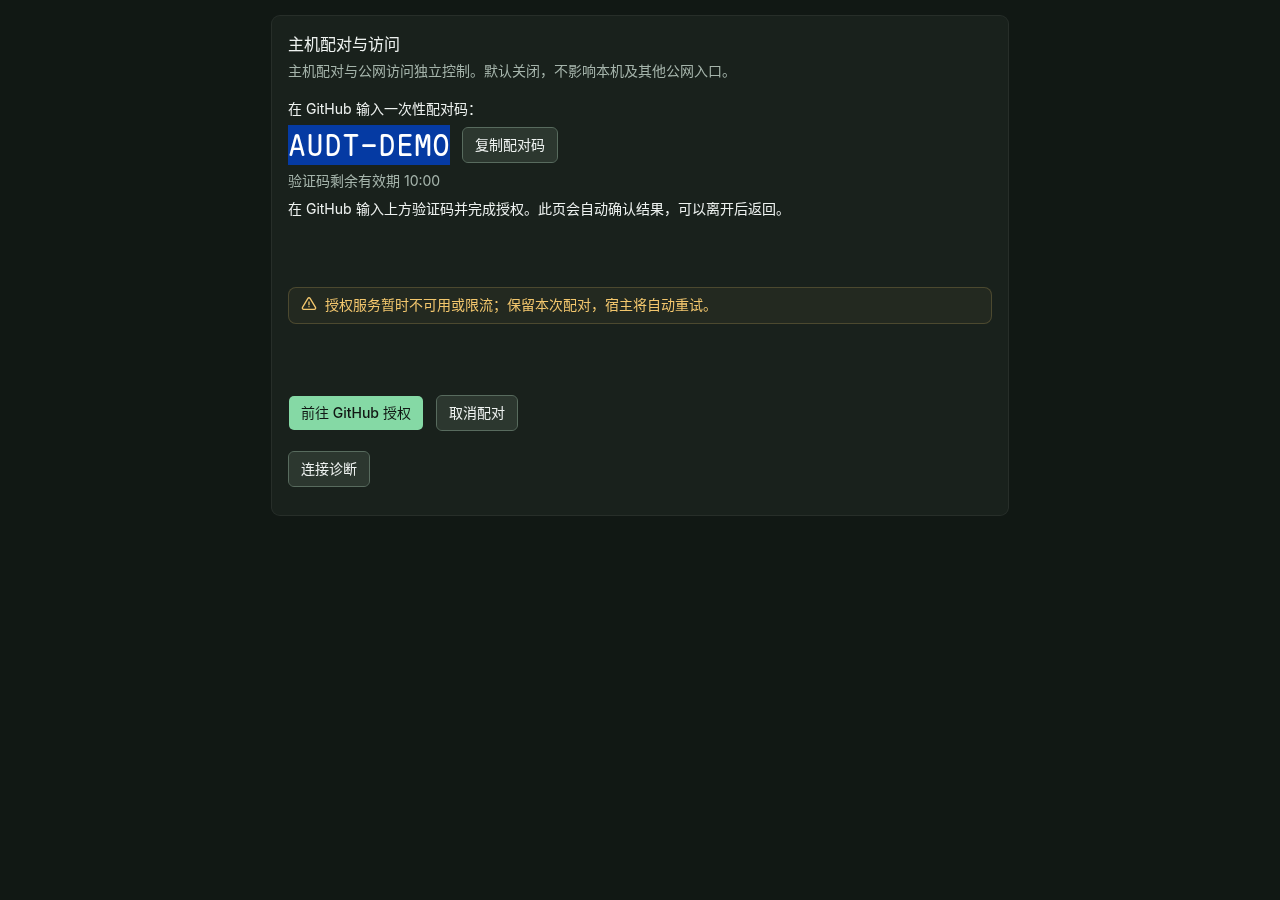 主机配对与访问
主机配对与公网访问独立控制。默认关闭，不影响本机及其他公网入口。
在 GitHub 输入一次性配对码：
AUDT-DEMO 复制配对码
验证码剩余有效期 10:00
在 GitHub 输入上方验证码并完成授权。此页会自动确认结果，可以离开后返回。
授权服务暂时不可用或限流；保留本次配对，宿主将自动重试。
前往 GitHub 授权 取消配对
连接诊断